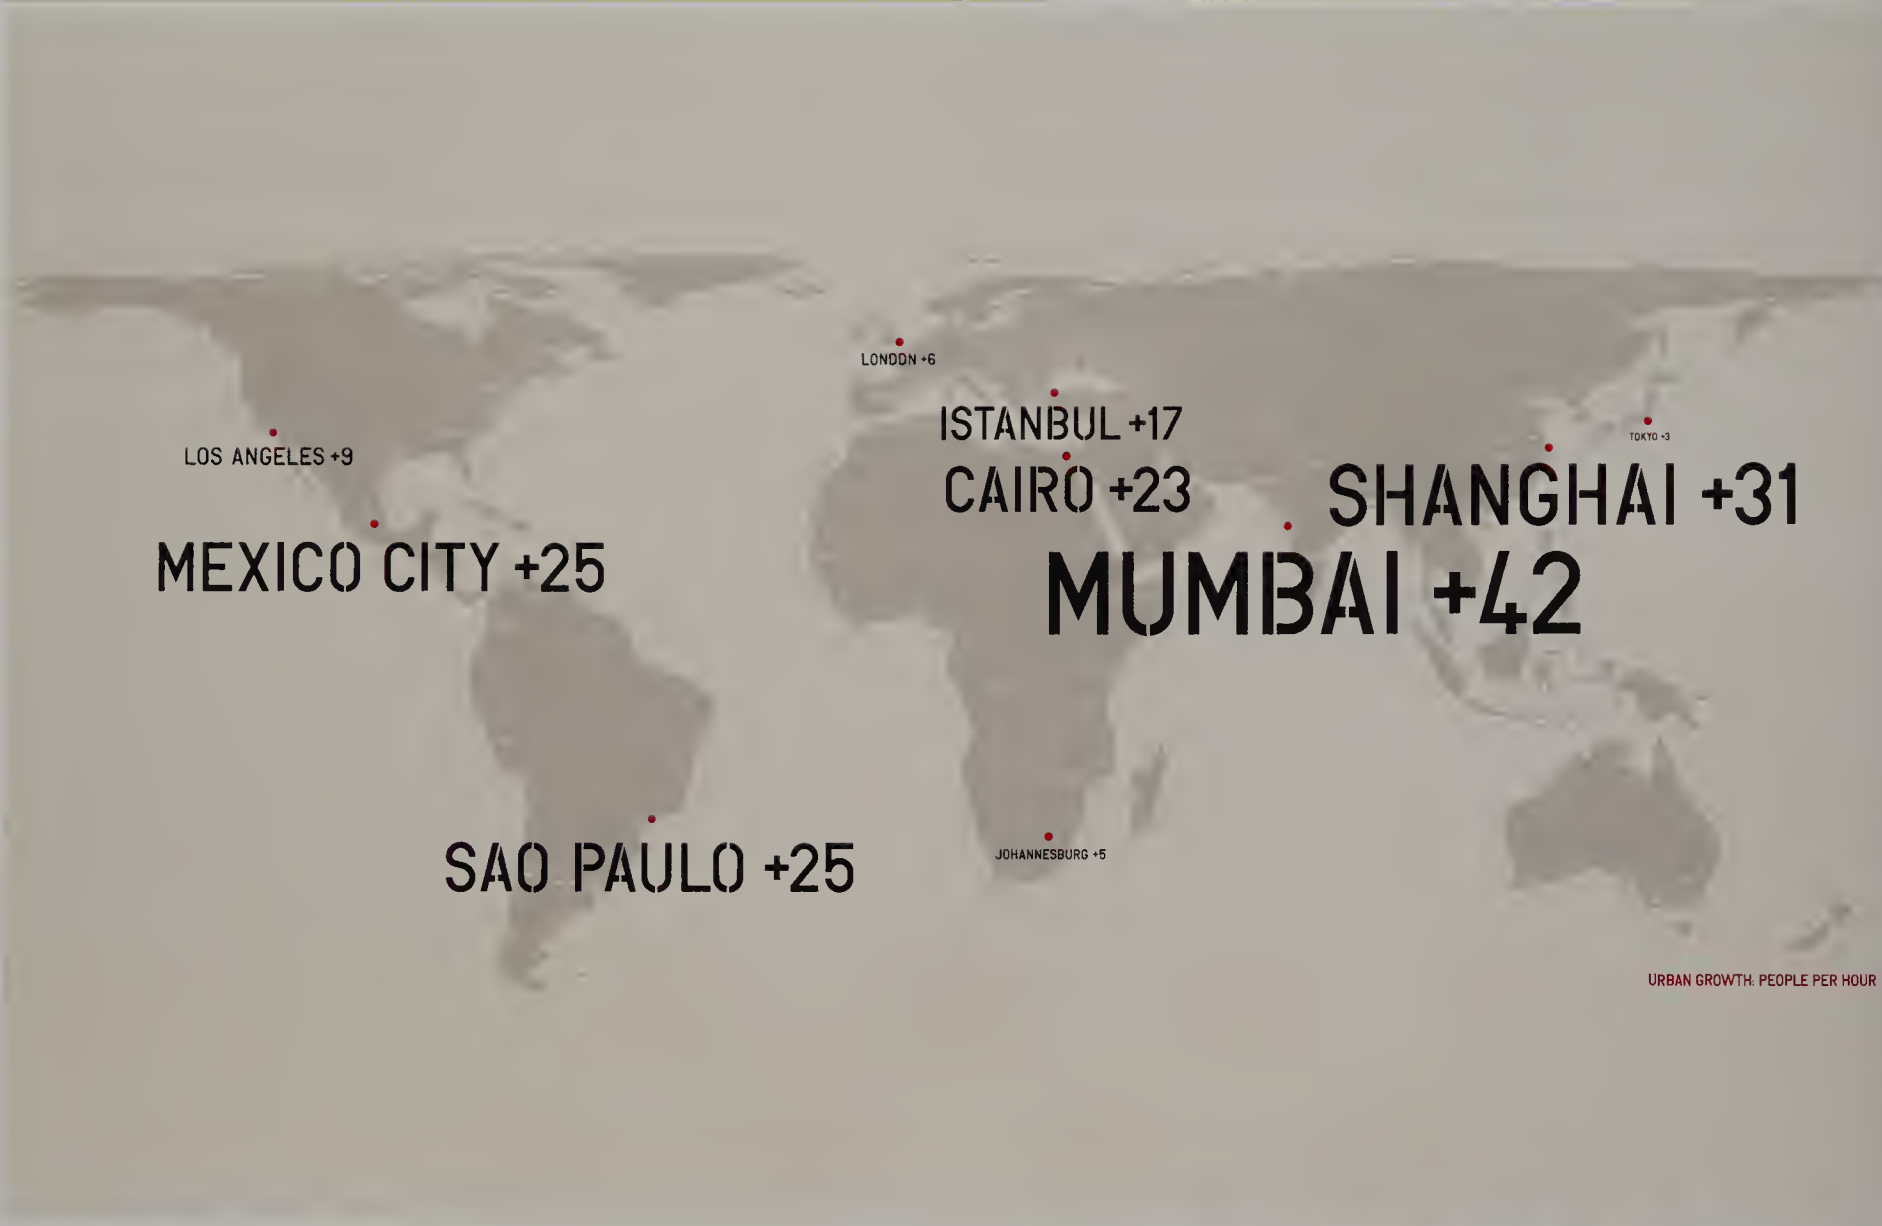 LONDON +6
ISTANBUL +17
TOKYO +3
LOS ANGELES +9
CAIRO +23
SHANGHAI +31
MEXICO CITY +25
MUMBAI +42
SAO PAULO +25
JOHANNESBURG +5
URBAN GROWTH: PEOPLE PER HOUR